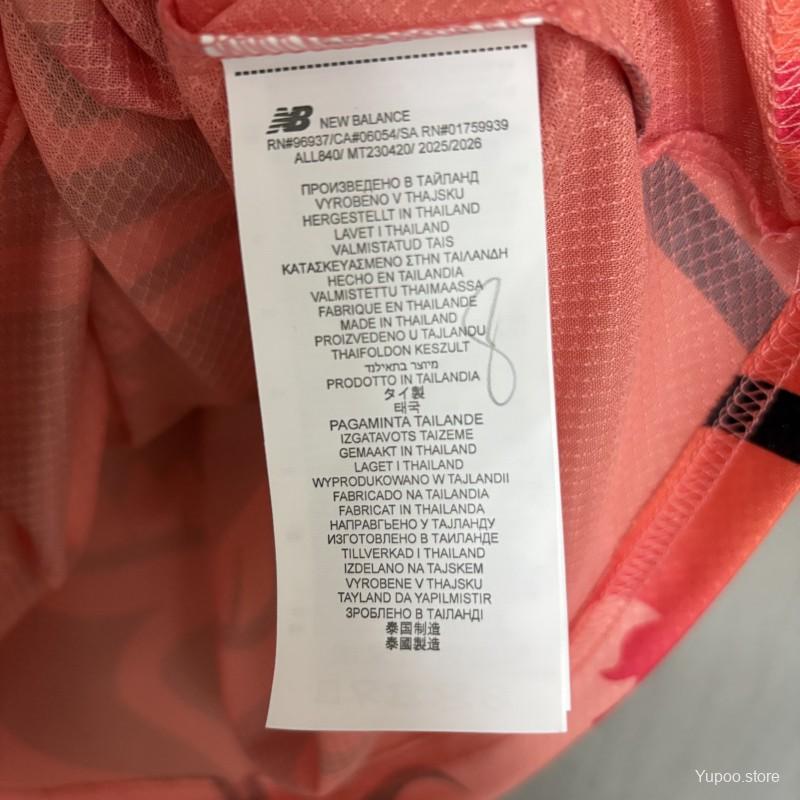 NB NEW BALANCE
RN#96937/CA#06054/SA RN#01759939
ALL840/ MT230420/ 2025/2026
ПРОИЗВЕДЕНО В ТАЙЛАНД
VYROBENO V THAJSKU
HERGESTELLT IN THAILAND
LAVET I THAILAND
VALMISTATUD TAIS
ΚΑΤΑΣΚΕΥΑΣΜΕΝΟ ΣΤΗΝ ΤΑΙΛΑΝΔΗ
HECHO EN TAILANDIA
VALMISTETTU THAIMAASSA
FABRIQUE EN THAILANDE
MADE IN THAILAND
PROIZVEDENO U TAJLANDU
THAIFOLDON KESZULT
מיוצר בתאילנד
PRODOTTO IN TAILANDIA
タイ製
태국
PAGAMINTA TAILANDE
IZGATAVOTS TAIZEME
GEMAAKT IN THAILAND
LAGET I THAILAND
WYPRODUKOWANO W TAJLANDII
FABRICADO NA TAILANDIA
FABRICAT IN THAILANDA
НАПРАВГЬЕНО У ТАЈЛАНДУ
ИЗГОТОВЛЕНО В ТАИЛАНДЕ
TILLVERKAD I THAILAND
IZDELANO NA TAJSKEM
VYROBENE V THAJSKU
TAYLAND DA YAPILMISTIR
ЗРОБЛЕНО В ТАІЛАНДІ
泰国制造
泰國製造
8
Yupoo.store